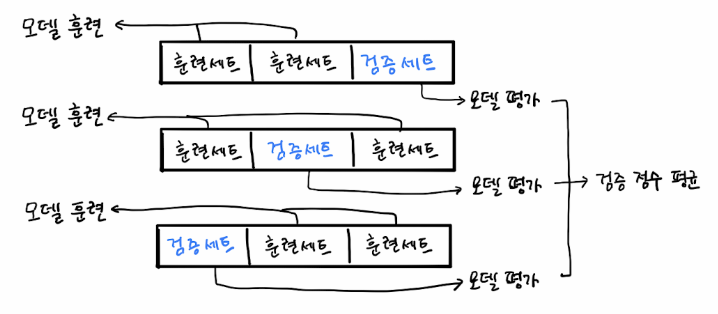 모델 훈련
훈련세트 훈련세트 검증세트
모델 평가
모델 훈련
훈련세트 검증세트 훈련세트
모델 평가
검증 점수 평균
모델 훈련
검증세트 훈련세트 훈련세트
모델 평가